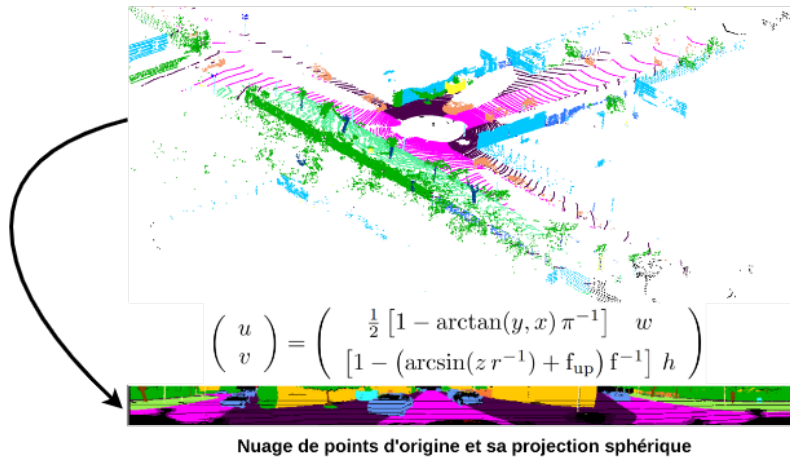 ( u v ) = ( 1/2 [1 − arctan(y, x) π⁻¹] w
[1 − (arcsin(z r⁻¹) + f_up) f⁻¹] h )
Nuage de points d'origine et sa projection sphérique